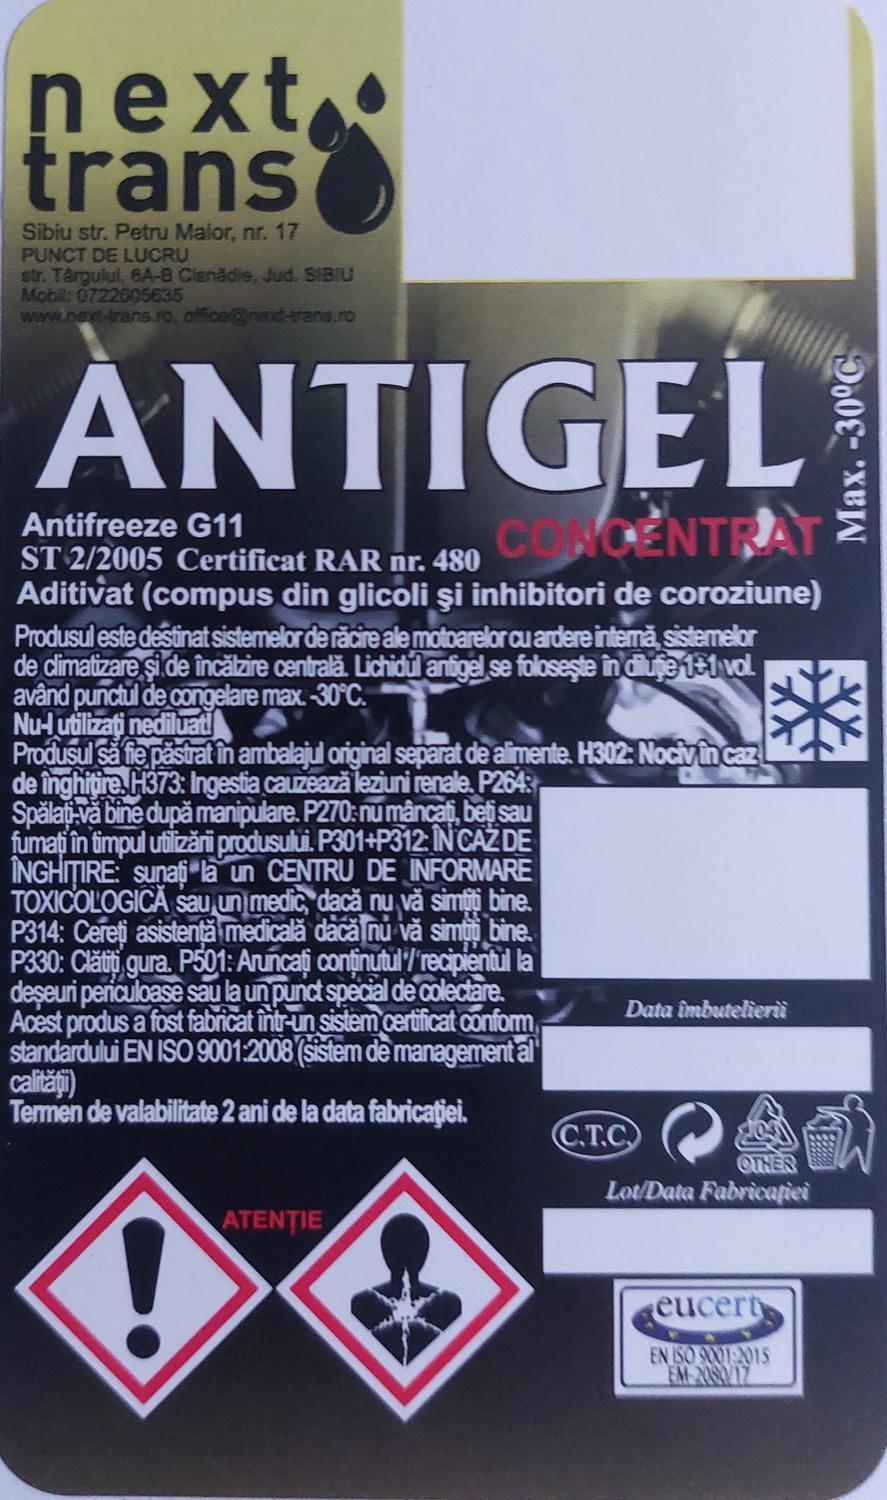 next
trans
Sibiu str. Petru Maior, nr. 17
PUNCT DE LUCRU
str. Târgului, 6A-B Cisnădie, Jud. SIBIU
Mobil: 0722605635
www.next-trans.ro, office@next-trans.ro
ANTIGEL
Max. -30ºC
Antifreeze G11
CONCENTRAT
ST 2/2005 Certificat RAR nr. 480
Aditivat (compus din glicoli şi inhibitori de coroziune)
Produsul este destinat sistemelor de răcire ale motoarelor cu ardere internă, sistemelor
de climatizare şi de încălzire centrală. Lichidul antigel se foloseşte în diluţie 1+1 vol.
având punctul de congelare max. -30°C.
Nu-l utilizaţi nediluat!
Produsul să fie păstrat în ambalajul original separat de alimente. H302: Nociv în caz
de înghiţire. H373: Ingestia cauzează leziuni renale. P264:
Spălaţi-vă bine după manipulare. P270: nu mâncaţi, beţi sau
fumaţi în timpul utilizării produsului. P301+P312: ÎN CAZ DE
ÎNGHIŢIRE: sunaţi la un CENTRU DE INFORMARE
TOXICOLOGICĂ sau un medic, dacă nu vă simţiţi bine.
P314: Cereţi asistenţă medicală dacă nu vă simţiţi bine.
P330: Clătiţi gura. P501: Aruncaţi conţinutul / recipientul la
deşeuri periculoase sau la un punct special de colectare.
Acest produs a fost fabricat într-un sistem certificat conform
standardului EN ISO 9001:2008 (sistem de management al
calităţii)
Termen de valabilitate 2 ani de la data fabricaţiei.
Data îmbutelierii
C.T.C.
OTHER
Lot/Data Fabricaţiei
ATENŢIE
eucert
EN ISO 9001:2015
EM-2080/17